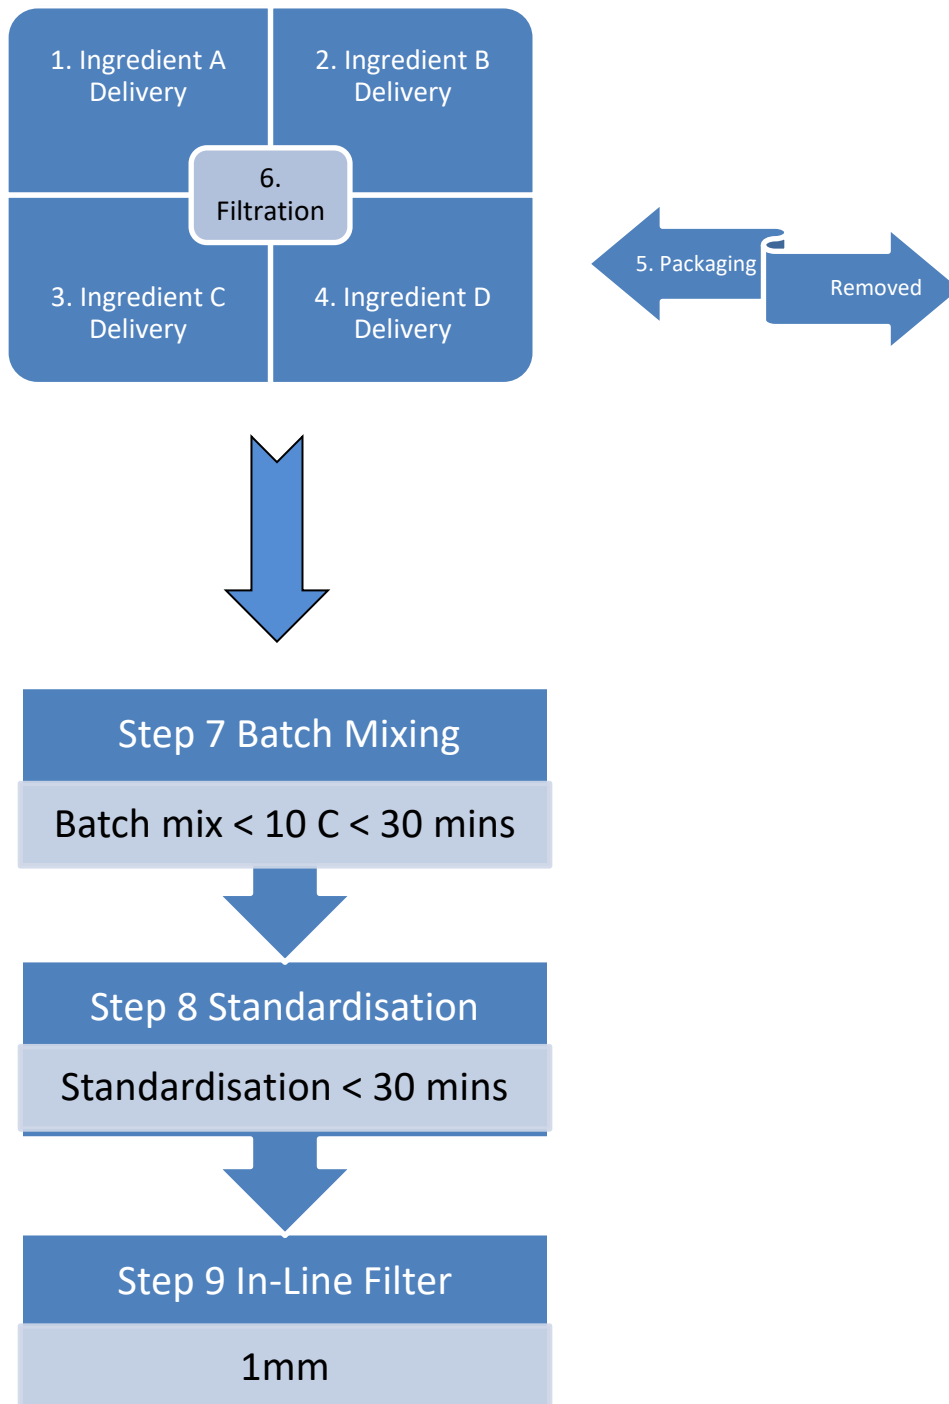 1. Ingredient A
Delivery
2. Ingredient B
Delivery
6.
Filtration
3. Ingredient C
Delivery
4. Ingredient D
Delivery
5. Packaging
Removed
Step 7 Batch Mixing
Batch mix < 10 C < 30 mins
Step 8 Standardisation
Standardisation < 30 mins
Step 9 In-Line Filter
1mm